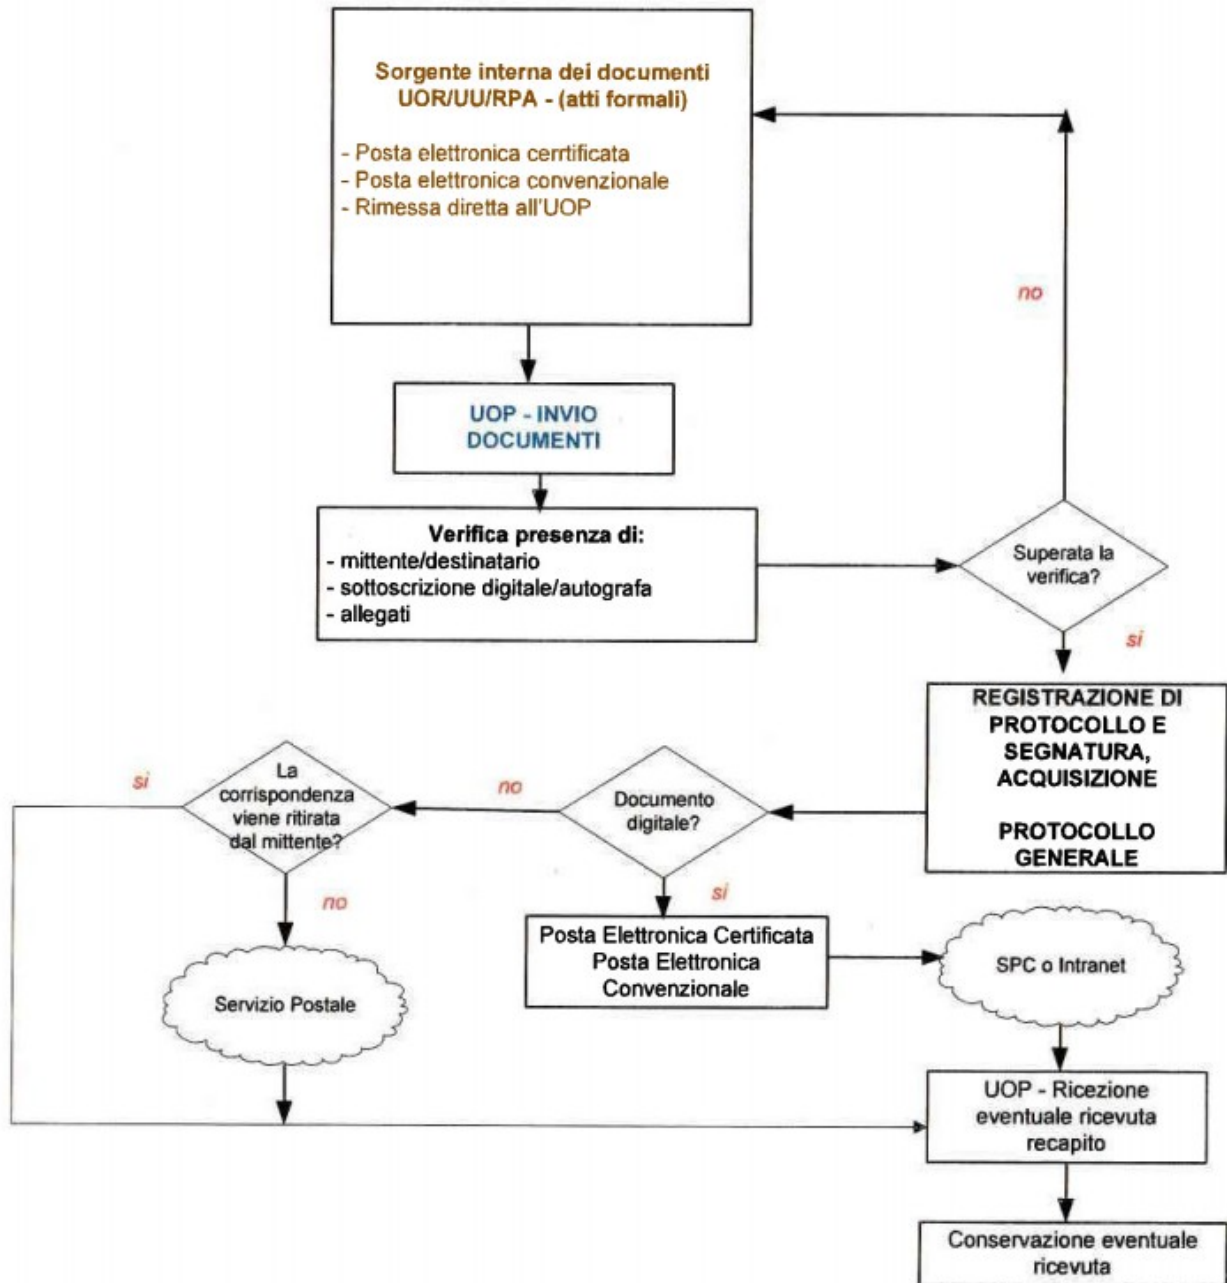 Sorgente interna dei documenti
UOR/UU/RPA - (atti formali)
- Posta elettronica cerrtificata
- Posta elettronica convenzionale
- Rimessa diretta all'UOP
no
UOP - INVIO
DOCUMENTI
Verifica presenza di:
- mittente/destinatario
- sottoscrizione digitale/autografa
- allegati
Superata la
verifica?
si
REGISTRAZIONE DI
PROTOCOLLO E
SEGNATURA,
ACQUISIZIONE
PROTOCOLLO
GENERALE
Documento
digitale?
no
La
corrispondenza
viene ritirata
dal mittente?
si
no
si
Posta Elettronica Certificata
Posta Elettronica
Convenzionale
SPC o Intranet
Servizio Postale
UOP - Ricezione
eventuale ricevuta
recapito
Conservazione eventuale
ricevuta